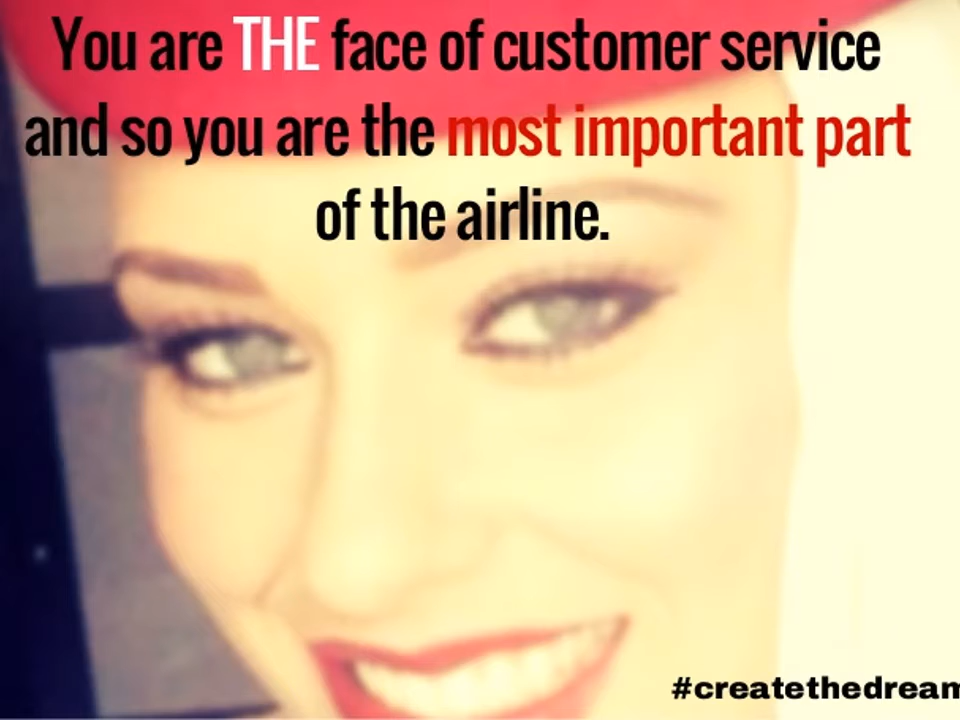 You are THE face of customer service
and so you are the most important part
of the airline.
#createthedream